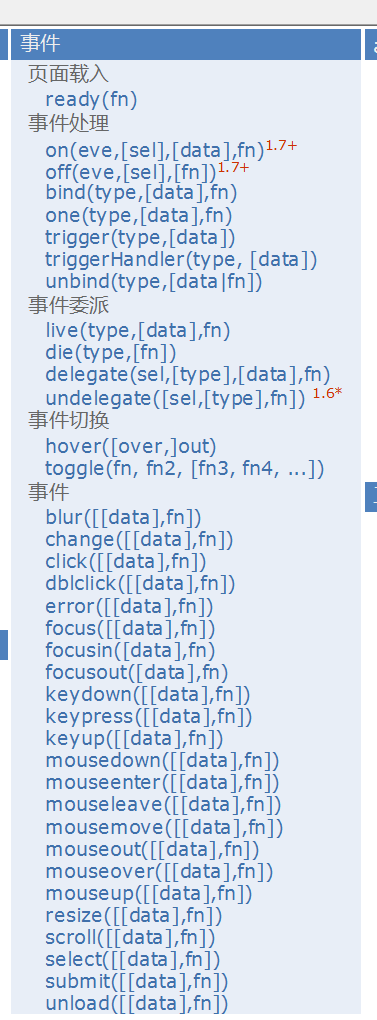 事件
页面载入
ready(fn)
事件处理
on(eve,[sel],[data],fn)1.7+
off(eve,[sel],[fn])1.7+
bind(type,[data],fn)
one(type,[data],fn)
trigger(type,[data])
triggerHandler(type, [data])
unbind(type,[data|fn])
事件委派
live(type,[data],fn)
die(type,[fn])
delegate(sel,[type],[data],fn)
undelegate([sel,[type],fn]) 1.6*
事件切换
hover([over,]out)
toggle(fn, fn2, [fn3, fn4, ...])
事件
blur([[data],fn])
change([[data],fn])
click([[data],fn])
dblclick([[data],fn])
error([[data],fn])
focus([[data],fn])
focusin([data],fn)
focusout([data],fn)
keydown([[data],fn])
keypress([[data],fn])
keyup([[data],fn])
mousedown([[data],fn])
mouseenter([[data],fn])
mouseleave([[data],fn])
mousemove([[data],fn])
mouseout([[data],fn])
mouseover([[data],fn])
mouseup([[data],fn])
resize([[data],fn])
scroll([[data],fn])
select([[data],fn])
submit([[data],fn])
unload([[data],fn])